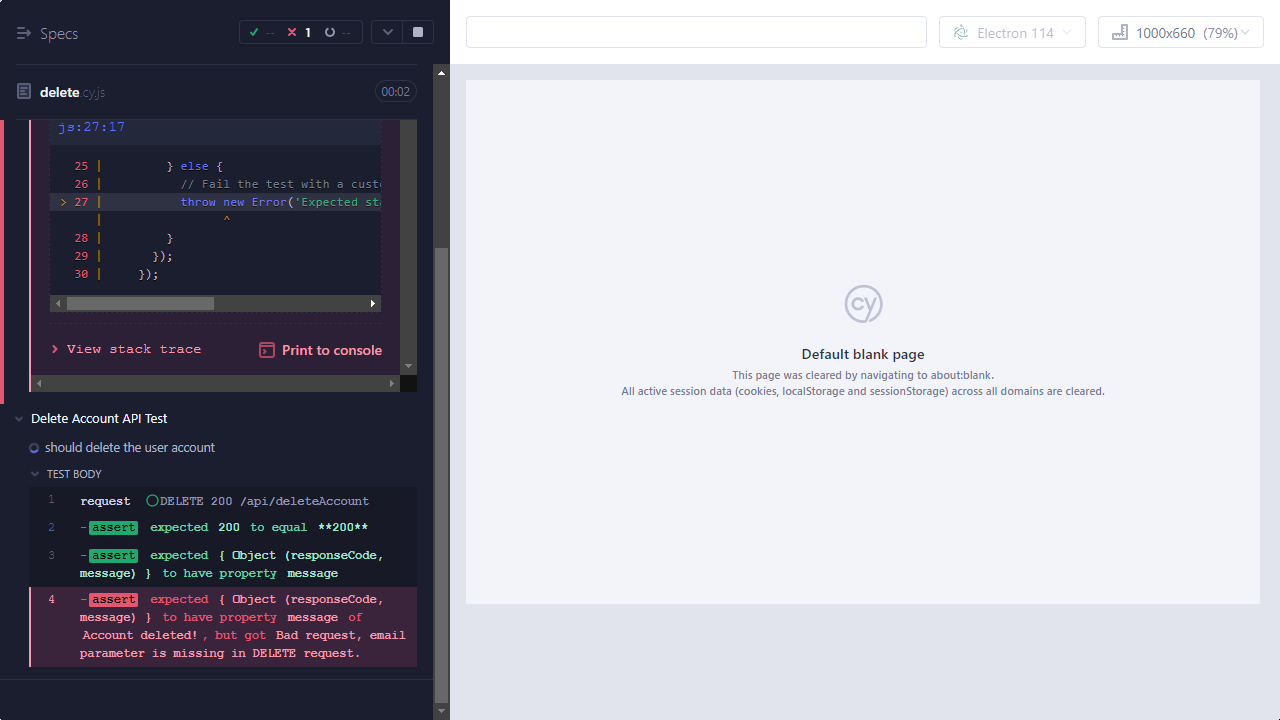 Specs
-- 1 --
Electron 114
1000x660 (79%)
delete.cy.js
00:02
js:27:17
25 | } else {
26 | // Fail the test with a custo
> 27 | throw new Error('Expected sta
| ^
28 | }
29 | });
30 | });
View stack trace
Print to console
Delete Account API Test
should delete the user account
TEST BODY
1 request DELETE 200 /api/deleteAccount
2 -assert expected 200 to equal **200**
3 -assert expected { Object (responseCode,
message) } to have property message
4 -assert expected { Object (responseCode,
message) } to have property message of
Account deleted!, but got Bad request, email
parameter is missing in DELETE request.
cy
Default blank page
This page was cleared by navigating to about:blank.
All active session data (cookies, localStorage and sessionStorage) across all domains are cleared.